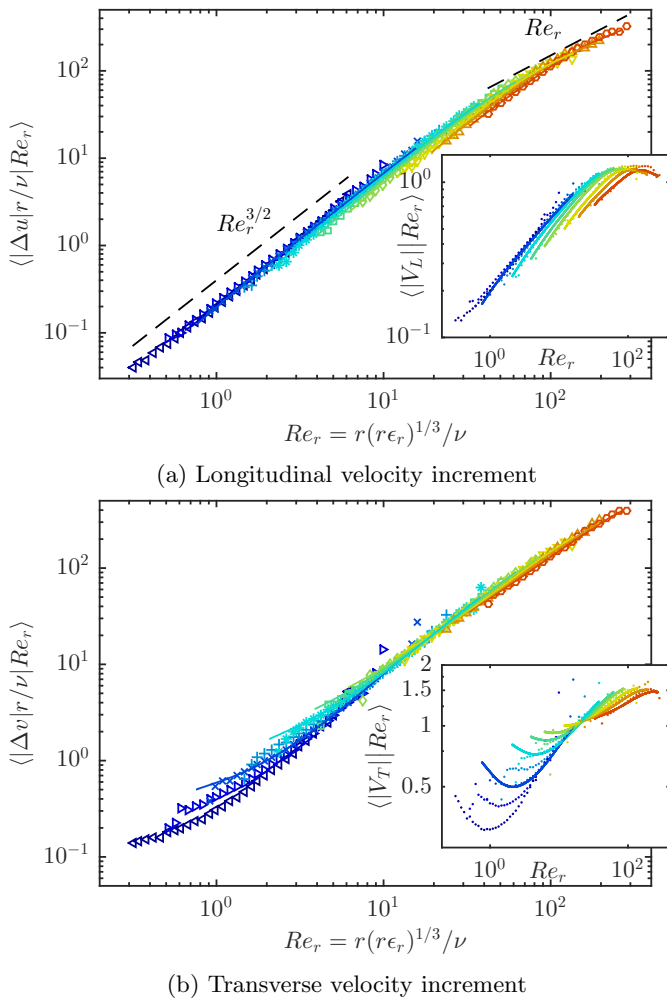 10^2
10^1
10^0
10^{-1}
⟨|Δu|r/ν|Re_r⟩
Re_r
Re_r^{3/2}
10^0
10^{-1}
⟨|V_L||Re_r⟩
10^0
Re_r
10^2
10^0
10^1
10^2
Re_r = r(rϵ_r)^{1/3}/ν
(a) Longitudinal velocity increment
10^2
10^1
10^0
10^{-1}
⟨|Δv|r/ν|Re_r⟩
2
1.5
1
0.5
⟨|V_T||Re_r⟩
10^0
Re_r
10^2
10^0
10^1
10^2
Re_r = r(rϵ_r)^{1/3}/ν
(b) Transverse velocity increment